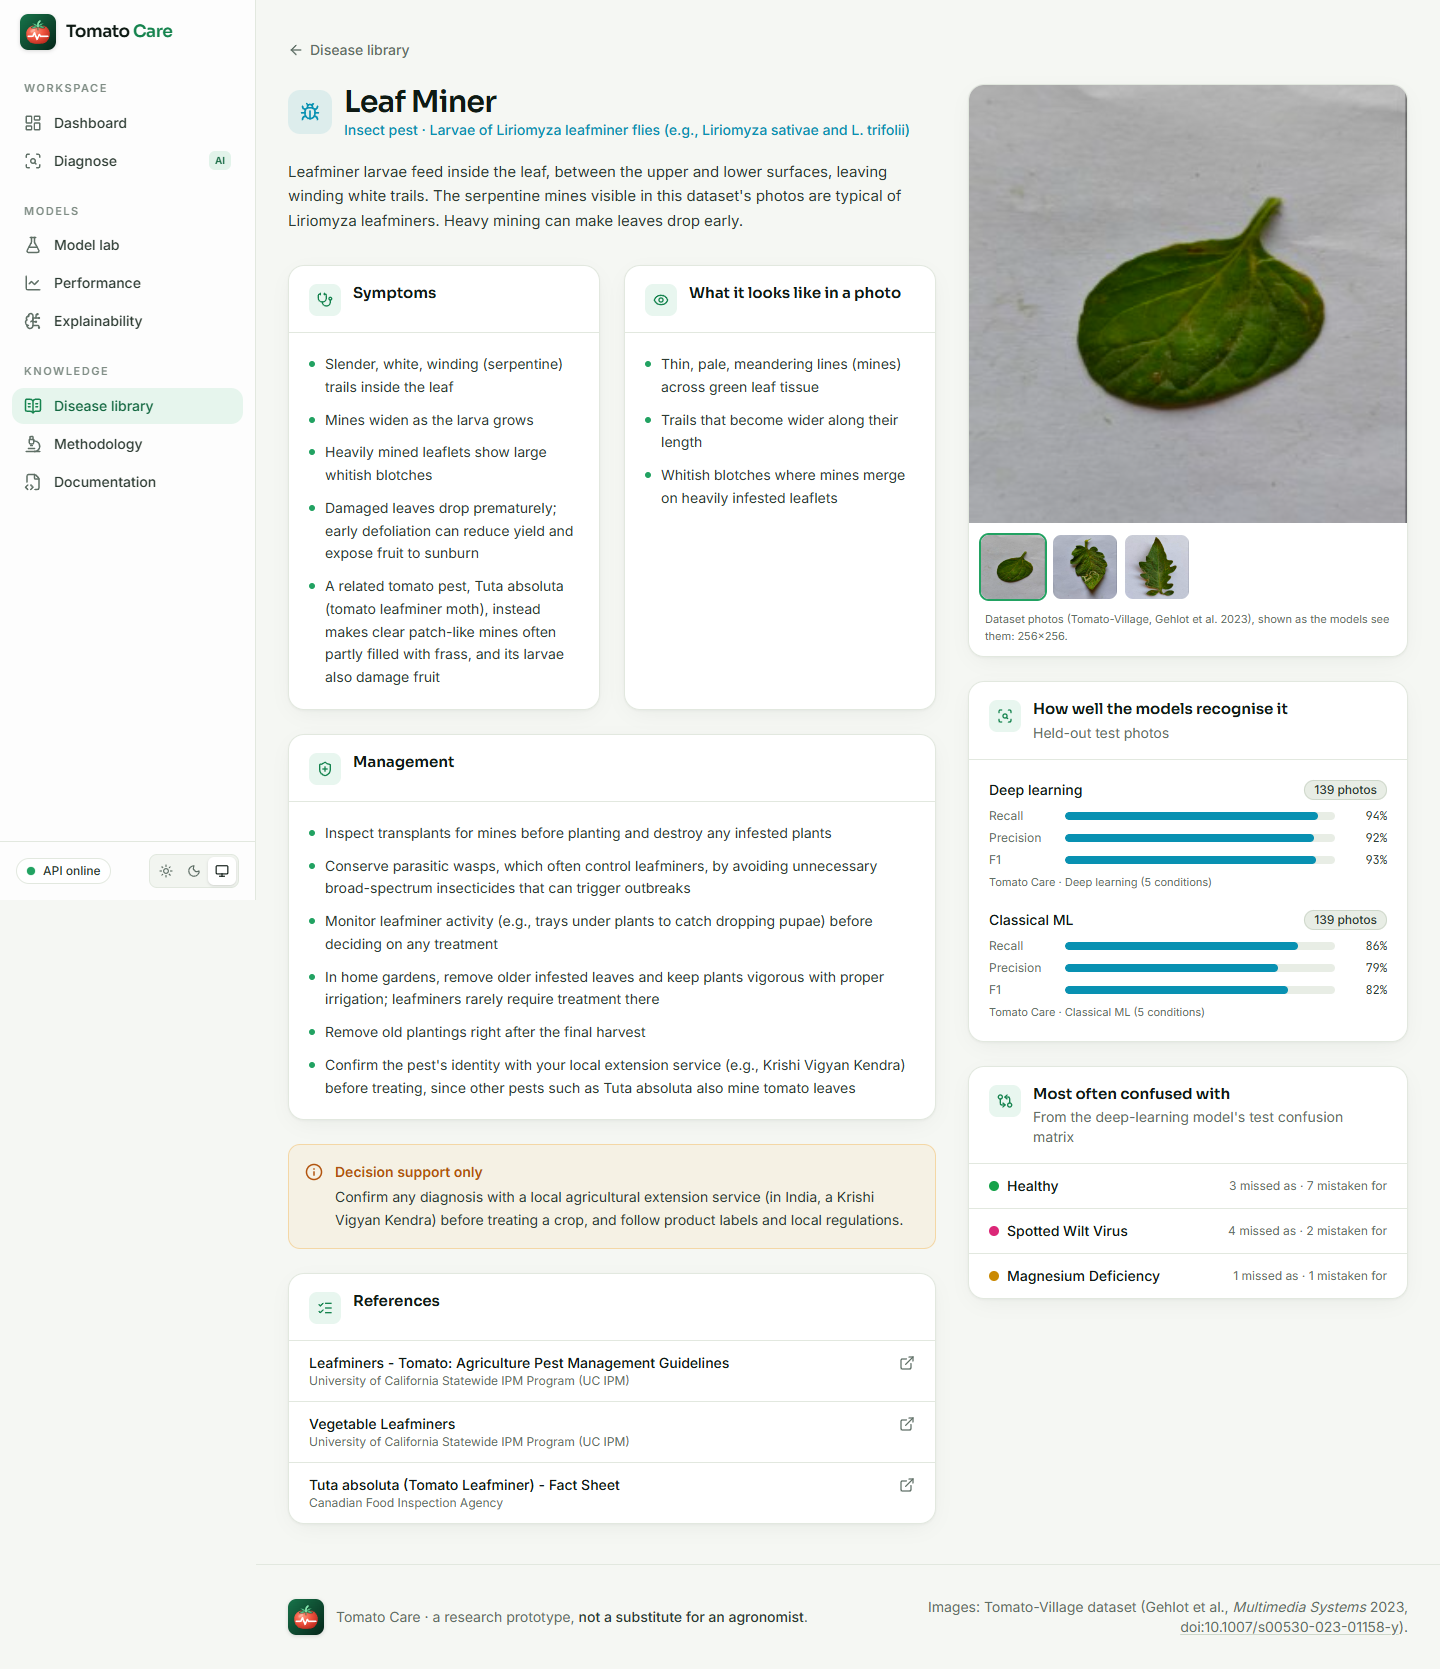 Tomato Care
WORKSPACE
Dashboard
Diagnose AI
MODELS
Model lab
Performance
Explainability
KNOWLEDGE
Disease library
Methodology
Documentation
API online
Disease library
Leaf Miner
Insect pest · Larvae of Liriomyza leafminer flies (e.g., Liriomyza sativae and L. trifolii)
Leafminer larvae feed inside the leaf, between the upper and lower surfaces, leaving
winding white trails. The serpentine mines visible in this dataset's photos are typical of
Liriomyza leafminers. Heavy mining can make leaves drop early.
Symptoms
Slender, white, winding (serpentine)
trails inside the leaf
Mines widen as the larva grows
Heavily mined leaflets show large
whitish blotches
Damaged leaves drop prematurely;
early defoliation can reduce yield and
expose fruit to sunburn
A related tomato pest, Tuta absoluta
(tomato leafminer moth), instead
makes clear patch-like mines often
partly filled with frass, and its larvae
also damage fruit
What it looks like in a photo
Thin, pale, meandering lines (mines)
across green leaf tissue
Trails that become wider along their
length
Whitish blotches where mines merge
on heavily infested leaflets
Management
Inspect transplants for mines before planting and destroy any infested plants
Conserve parasitic wasps, which often control leafminers, by avoiding unnecessary
broad-spectrum insecticides that can trigger outbreaks
Monitor leafminer activity (e.g., trays under plants to catch dropping pupae) before
deciding on any treatment
In home gardens, remove older infested leaves and keep plants vigorous with proper
irrigation; leafminers rarely require treatment there
Remove old plantings right after the final harvest
Confirm the pest's identity with your local extension service (e.g., Krishi Vigyan Kendra)
before treating, since other pests such as Tuta absoluta also mine tomato leaves
Decision support only
Confirm any diagnosis with a local agricultural extension service (in India, a Krishi
Vigyan Kendra) before treating a crop, and follow product labels and local regulations.
References
Leafminers - Tomato: Agriculture Pest Management Guidelines
University of California Statewide IPM Program (UC IPM)
Vegetable Leafminers
University of California Statewide IPM Program (UC IPM)
Tuta absoluta (Tomato Leafminer) - Fact Sheet
Canadian Food Inspection Agency
Dataset photos (Tomato-Village, Gehlot et al. 2023), shown as the models see
them: 256×256.
How well the models recognise it
Held-out test photos
Deep learning 139 photos
Recall 94%
Precision 92%
F1 93%
Tomato Care · Deep learning (5 conditions)
Classical ML 139 photos
Recall 86%
Precision 79%
F1 82%
Tomato Care · Classical ML (5 conditions)
Most often confused with
From the deep-learning model's test confusion
matrix
Healthy 3 missed as · 7 mistaken for
Spotted Wilt Virus 4 missed as · 2 mistaken for
Magnesium Deficiency 1 missed as · 1 mistaken for
Tomato Care · a research prototype, not a substitute for an agronomist.
Images: Tomato-Village dataset (Gehlot et al., Multimedia Systems 2023,
doi:10.1007/s00530-023-01158-y).